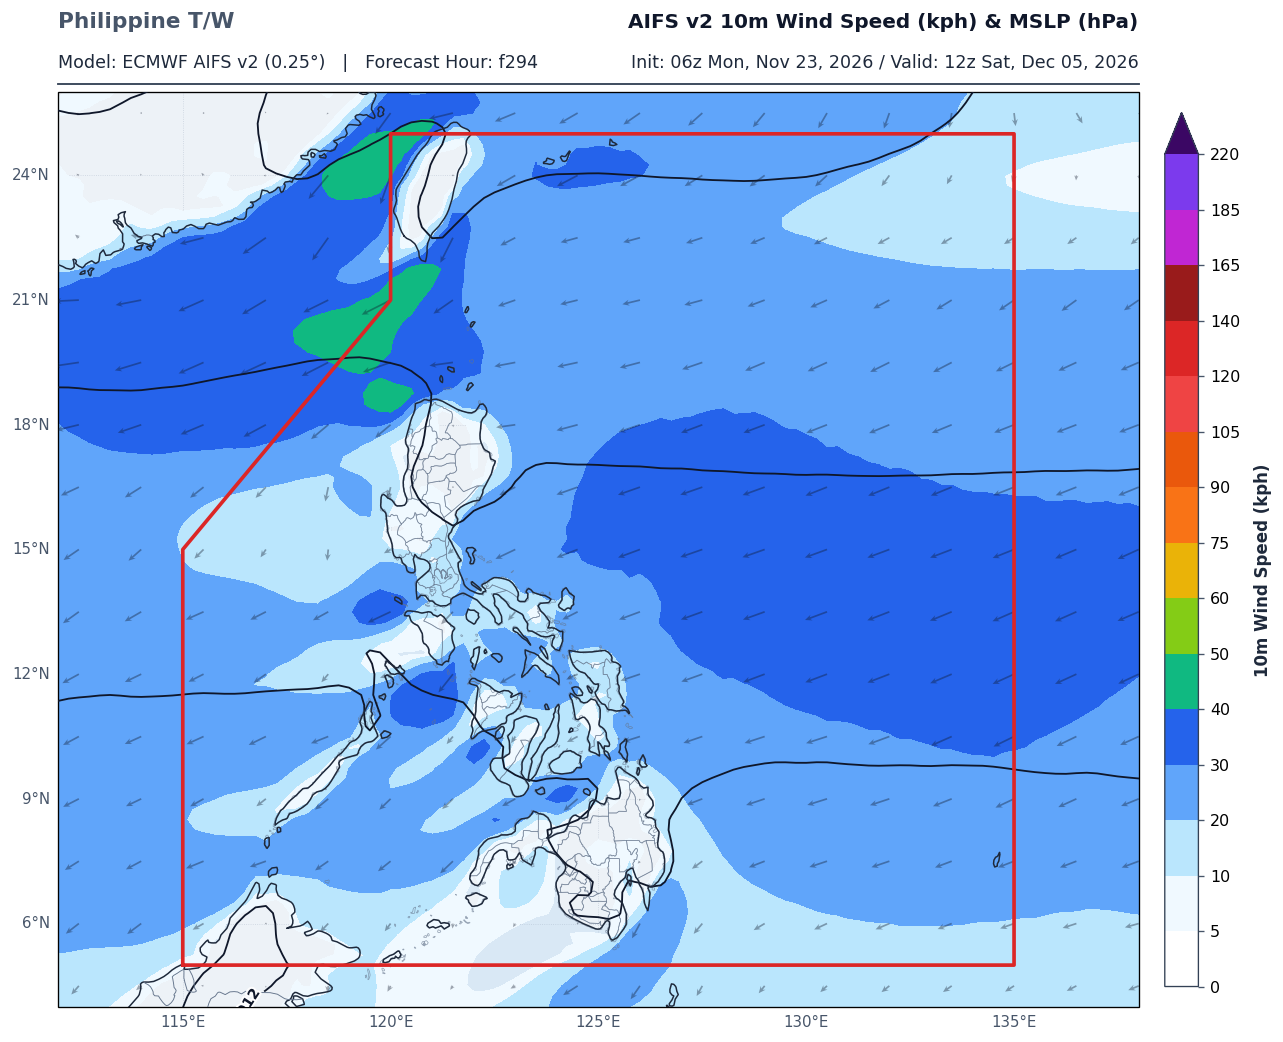 Philippine T/W
AIFS v2 10m Wind Speed (kph) & MSLP (hPa)
Model: ECMWF AIFS v2 (0.25°) | Forecast Hour: f294
Init: 06z Mon, Nov 23, 2026 / Valid: 12z Sat, Dec 05, 2026
24°N
21°N
18°N
15°N
12°N
9°N
6°N
115°E
120°E
125°E
130°E
135°E
220
185
165
140
120
105
90
75
60
50
40
30
20
10
5
0
10m Wind Speed (kph)